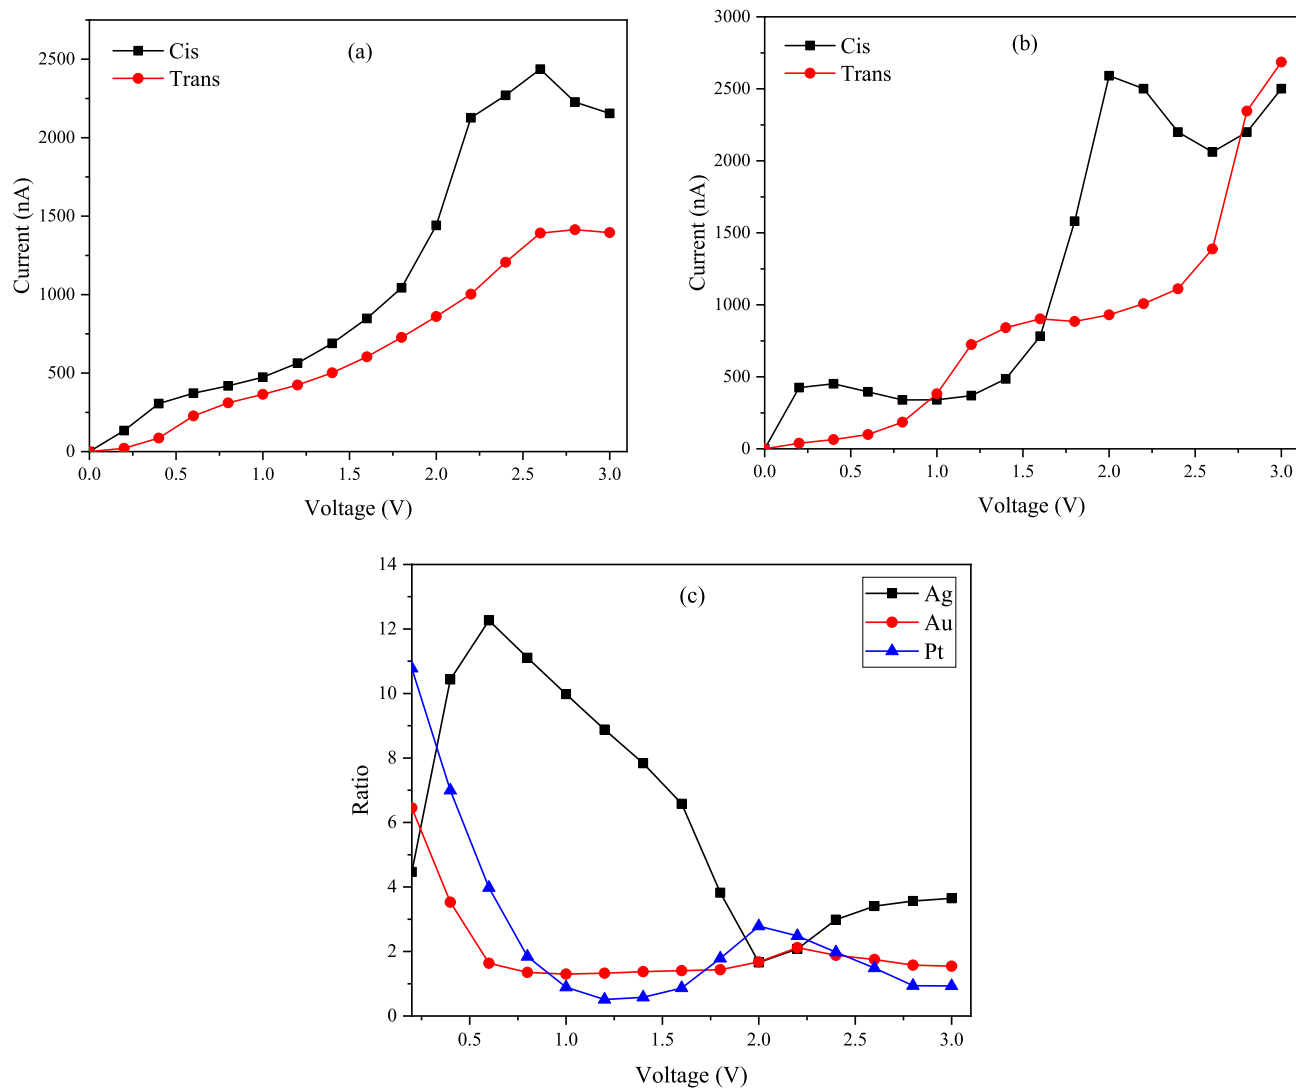 (a)
Cis
Trans
2500
2000
1500
1000
500
0
Current (nA)
0.0 0.5 1.0 1.5 2.0 2.5 3.0
Voltage (V)
(b)
Cis
Trans
3000
2500
2000
1500
1000
500
0
Current (nA)
0.0 0.5 1.0 1.5 2.0 2.5 3.0
Voltage (V)
(c)
Ag
Au
Pt
14
12
10
8
6
4
2
0
Ratio
0.5 1.0 1.5 2.0 2.5 3.0
Voltage (V)